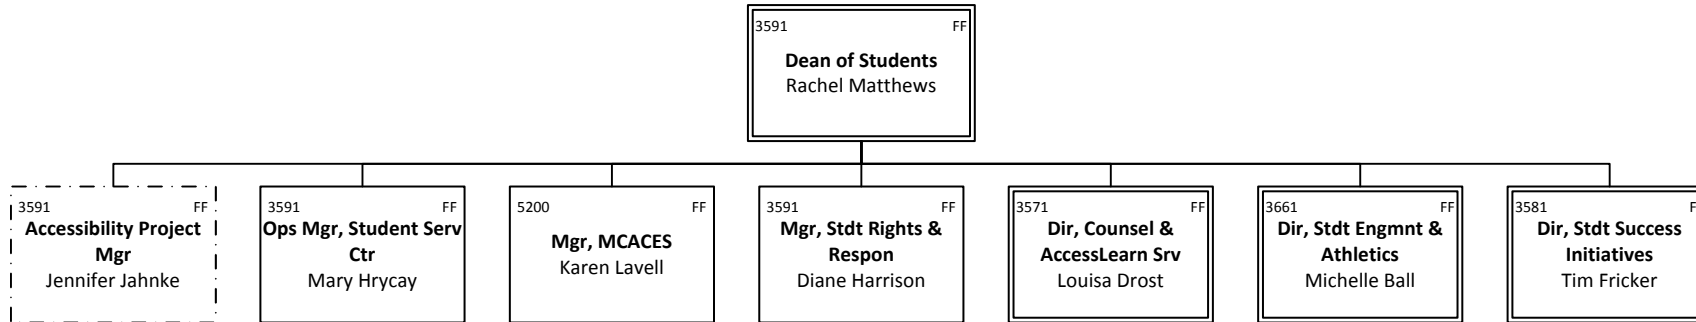 3591 FF
Dean of Students
Rachel Matthews
3591 FF
Accessibility Project
Mgr
Jennifer Jahnke
3591 FF
Ops Mgr, Student Serv
Ctr
Mary Hrycay
5200 FF
Mgr, MCACES
Karen Lavell
3591 FF
Mgr, Stdt Rights &
Respon
Diane Harrison
3571 FF
Dir, Counsel &
AccessLearn Srv
Louisa Drost
3661 FF
Dir, Stdt Engmnt &
Athletics
Michelle Ball
3581
Dir, Stdt Success
Initiatives
Tim Fricker